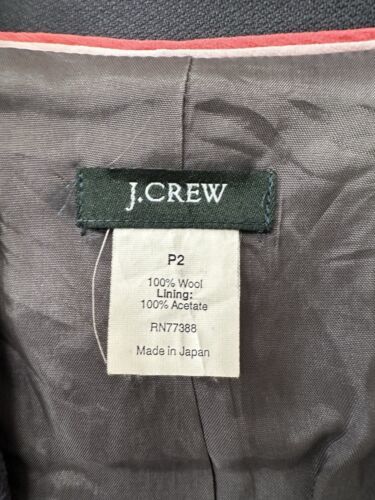 J.CREW
P2
100% Wool
Lining:
100% Acetate
RN77388
Made in Japan